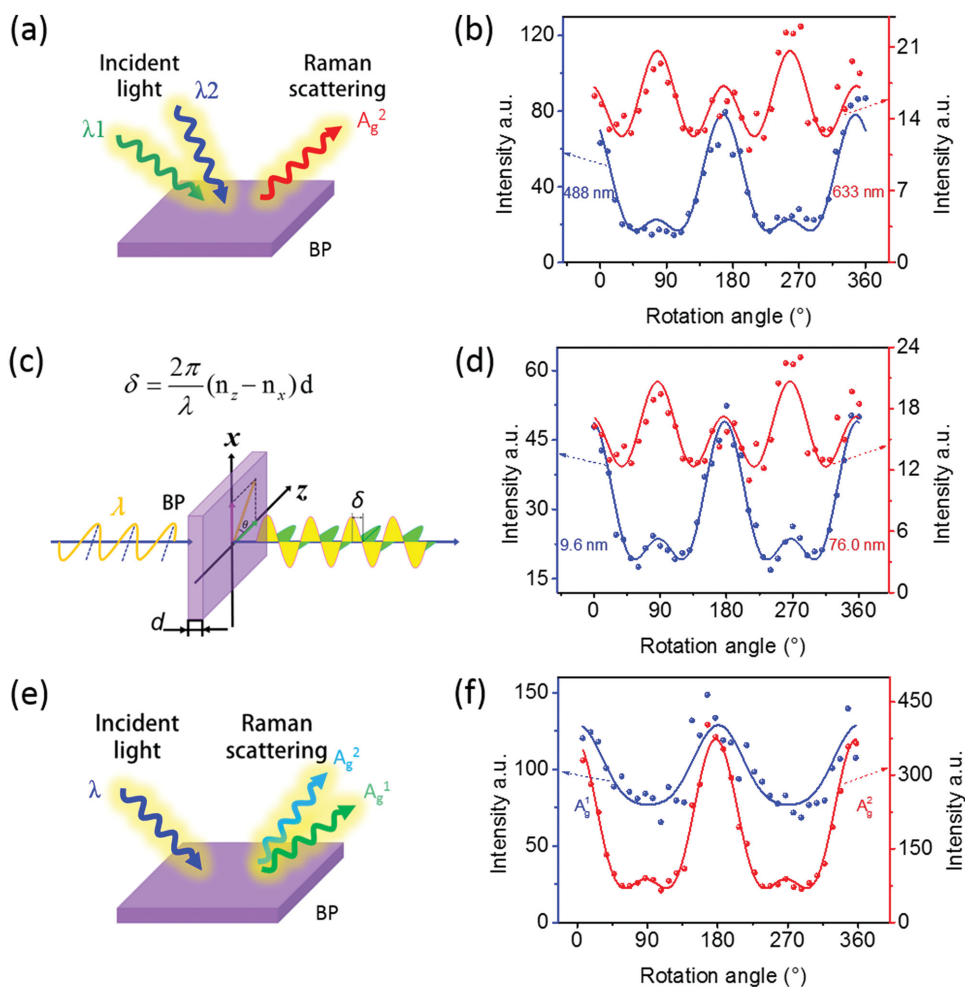 (a)
Incident
light
λ1
λ2
Raman
scattering
A_g^2
BP
(b)
Intensity a.u.
120
80
40
0
21
14
7
0
Intensity a.u.
488 nm
633 nm
0 90 180 270 360
Rotation angle (°)
(c)
δ = 2π/λ (n_z − n_x) d
x
z
BP
λ
θ
δ
d
(d)
Intensity a.u.
60
45
30
15
24
18
12
6
0
Intensity a.u.
9.6 nm
76.0 nm
0 90 180 270 360
Rotation angle (°)
(e)
Incident
light
λ
Raman
scattering
A_g^2
A_g^1
BP
(f)
Intensity a.u.
150
100
50
0
450
300
150
0
Intensity a.u.
A_g^1
A_g^2
0 90 180 270 360
Rotation angle (°)